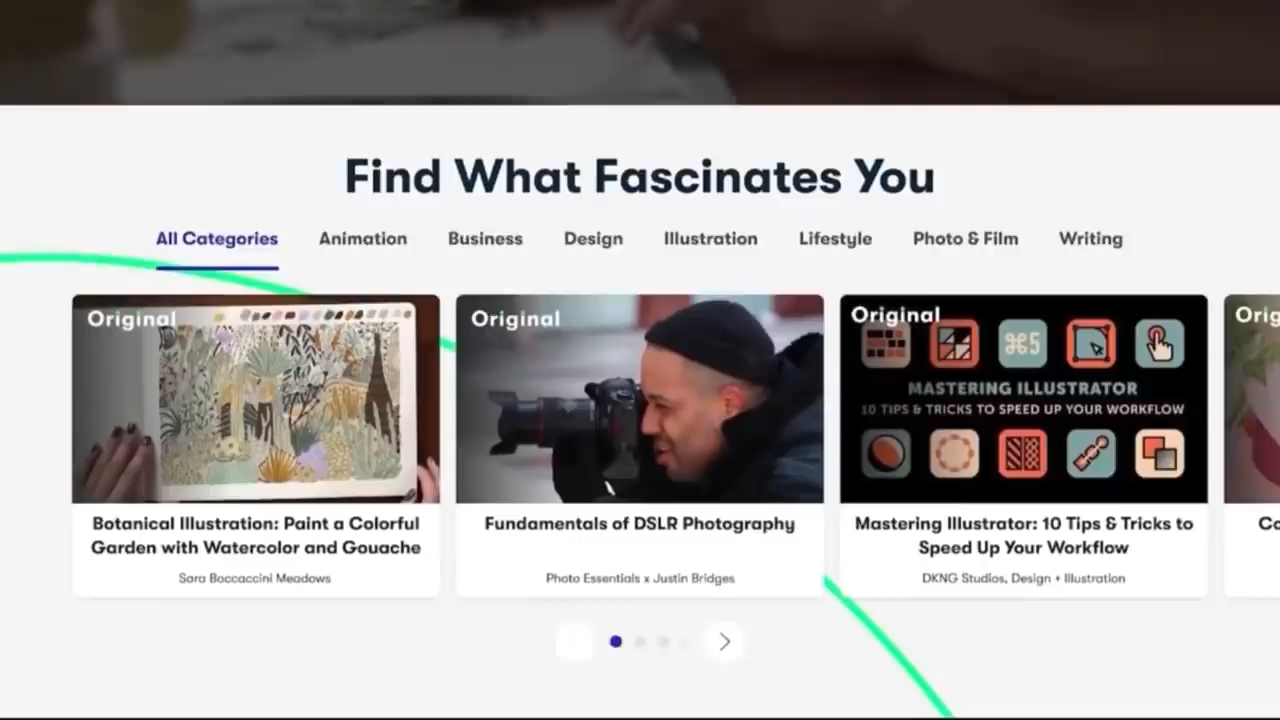 Find What Fascinates You
All Categories Animation Business Design Illustration Lifestyle Photo & Film Writing
Original
Original
Original
⌘5
MASTERING ILLUSTRATOR
10 TIPS & TRICKS TO SPEED UP YOUR WORKFLOW
Orig
Botanical Illustration: Paint a Colorful
Garden with Watercolor and Gouache
Sara Boccaccini Meadows
Fundamentals of DSLR Photography
Photo Essentials x Justin Bridges
Mastering Illustrator: 10 Tips & Tricks to
Speed Up Your Workflow
DKNG Studios, Design + Illustration
Co